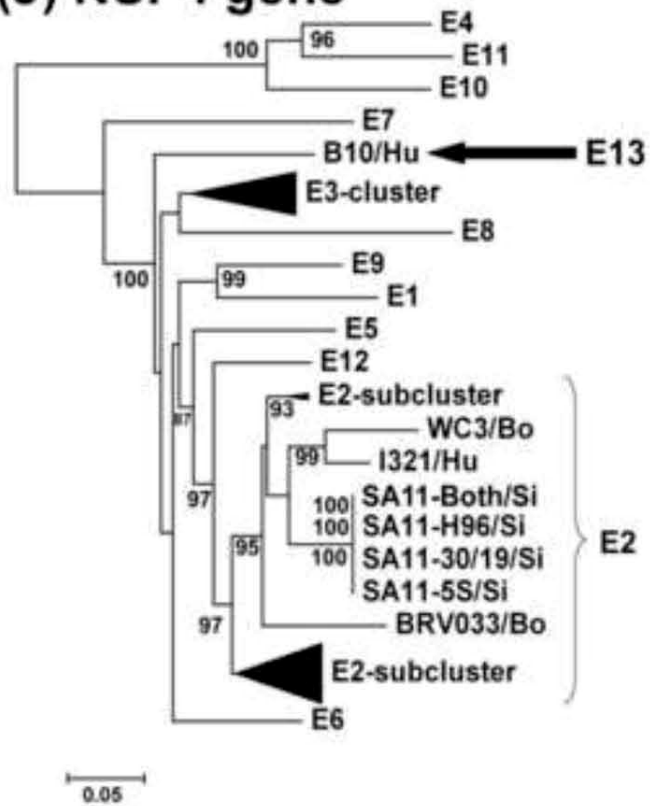 E4
96
100
E11
E10
E7
B10/Hu
E13
E3-cluster
E8
E9
100
99
E1
E5
E12
E2-subcluster
93
87
WC3/Bo
99
I321/Hu
SA11-Both/Si
100
97
SA11-H96/Si
100
95
E2
SA11-30/19/Si
100
SA11-5S/Si
97
BRV033/Bo
E2-subcluster
E6
0.05